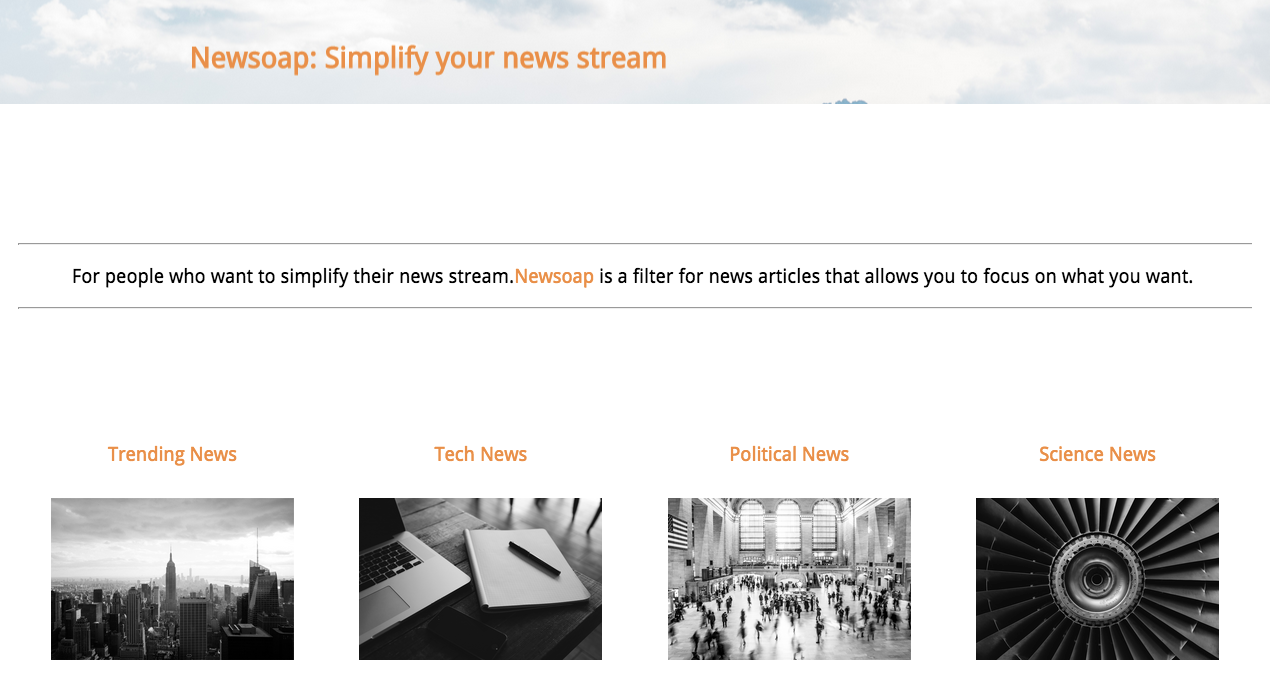 Newsoap: Simplify your news stream
For people who want to simplify their news stream.Newsoap is a filter for news articles that allows you to focus on what you want.
Trending News
Tech News
Political News
Science News